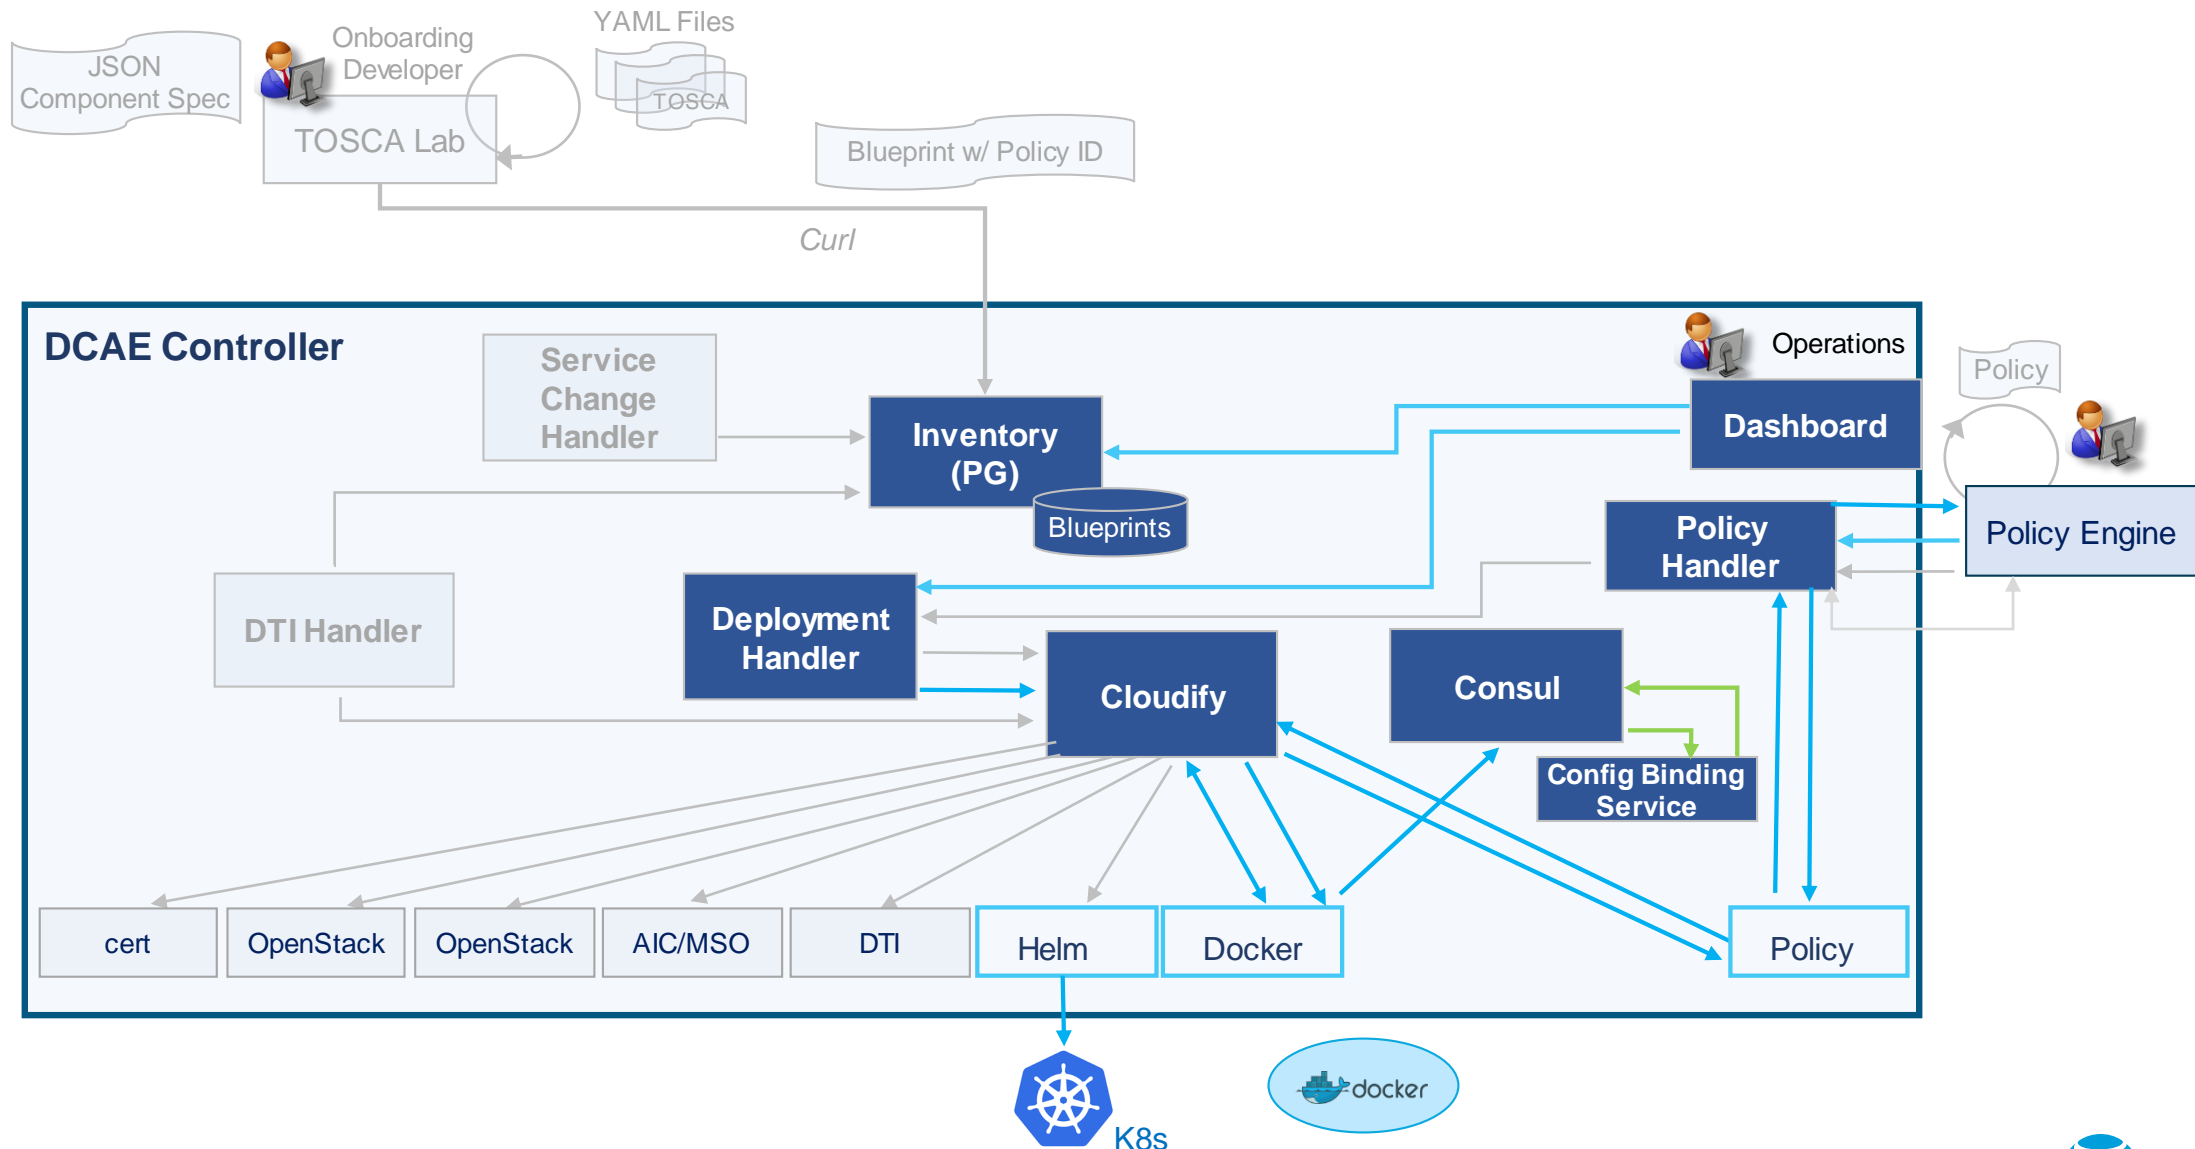 YAML Files
JSON
Component Spec
Onboarding
Developer
TOSCA
TOSCA Lab
Blueprint w/ Policy ID
Curl
DCAE Controller
Operations
Service
Change
Handler
Policy
Dashboard
Inventory
(PG)
Blueprints
Policy
Handler
Policy Engine
DTI Handler
Deployment
Handler
Cloudify
Consul
Config Binding
Service
cert
OpenStack
OpenStack
AIC/MSO
DTI
Helm
Docker
Policy
docker
K8s